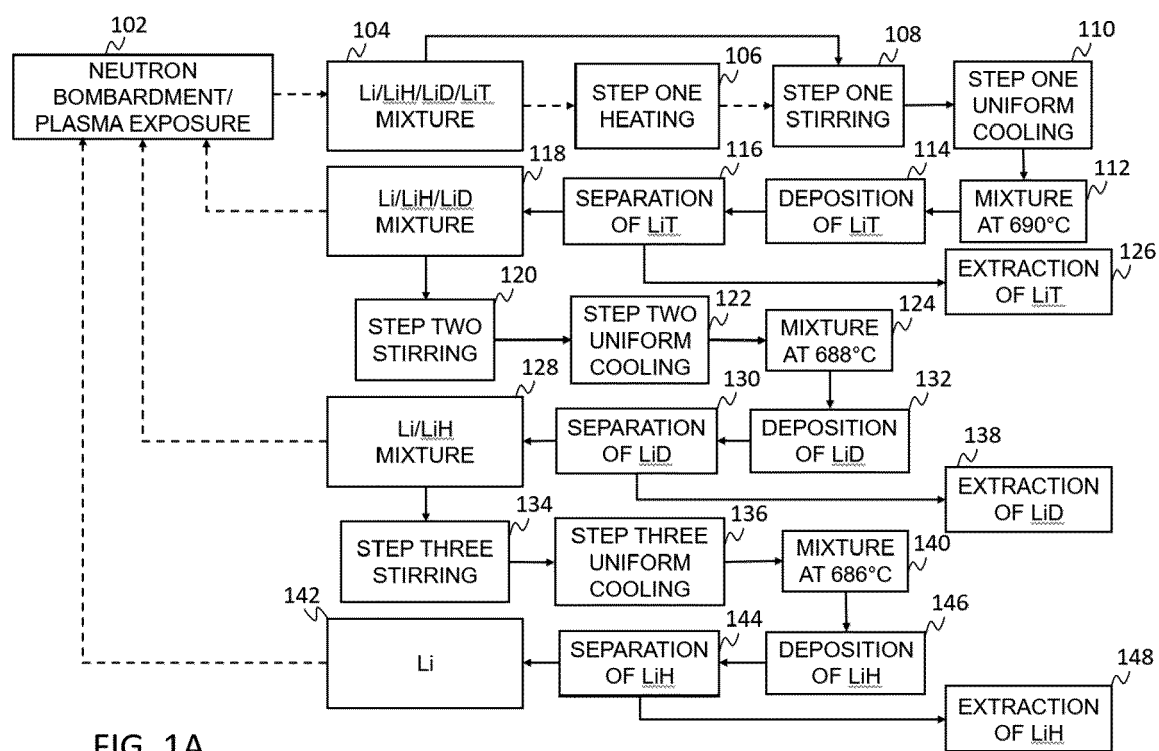 102
NEUTRON
BOMBARDMENT/
PLASMA EXPOSURE
104
Li/LiH/LiD/LiT
MIXTURE
106
STEP ONE
HEATING
108
STEP ONE
STIRRING
110
STEP ONE
UNIFORM
COOLING
118
Li/LiH/LiD
MIXTURE
116
SEPARATION
OF LiT
114
DEPOSITION
OF LiT
112
MIXTURE
AT 690°C
126
EXTRACTION
OF LiT
120
STEP TWO
STIRRING
122
STEP TWO
UNIFORM
COOLING
124
MIXTURE
AT 688°C
128
Li/LiH
MIXTURE
130
SEPARATION
OF LiD
132
DEPOSITION
OF LiD
138
EXTRACTION
OF LiD
134
STEP THREE
STIRRING
136
STEP THREE
UNIFORM
COOLING
140
MIXTURE
AT 686°C
142
Li
144
SEPARATION
OF LiH
146
DEPOSITION
OF LiH
148
EXTRACTION
OF LiH
FIG. 1A